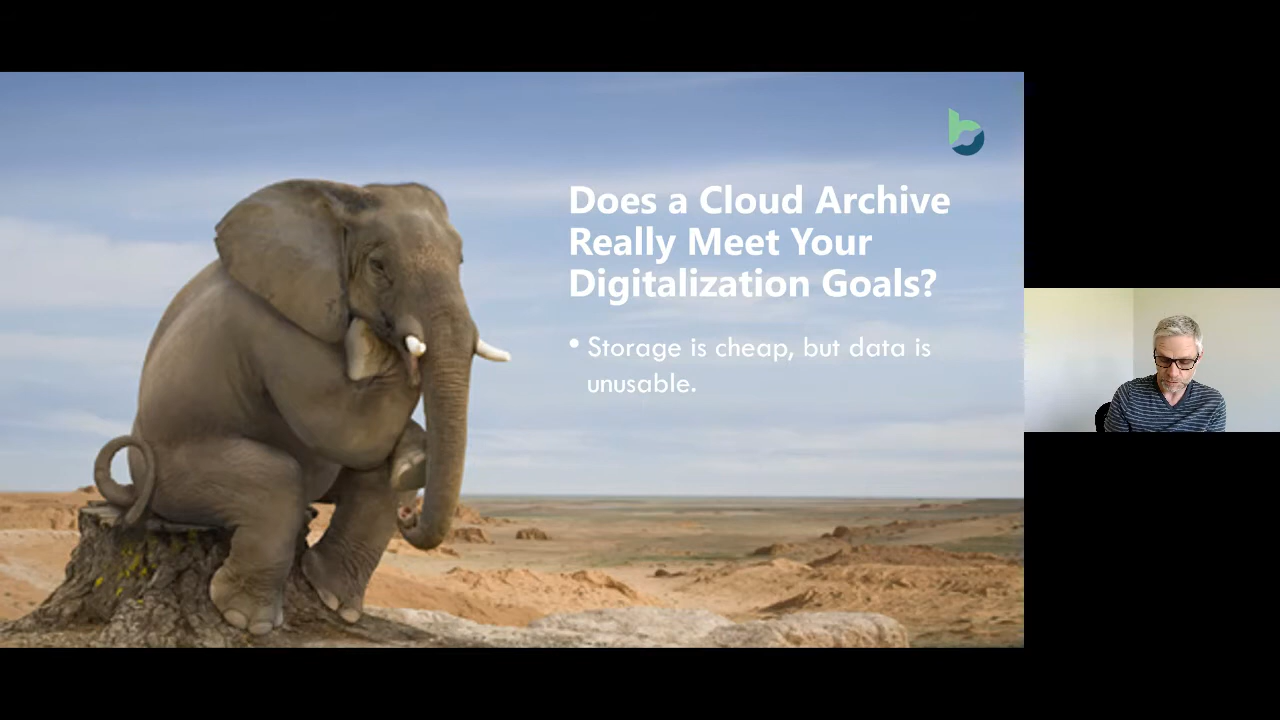 Does a Cloud Archive
Really Meet Your
Digitalization Goals?
• Storage is cheap, but data is
unusable.